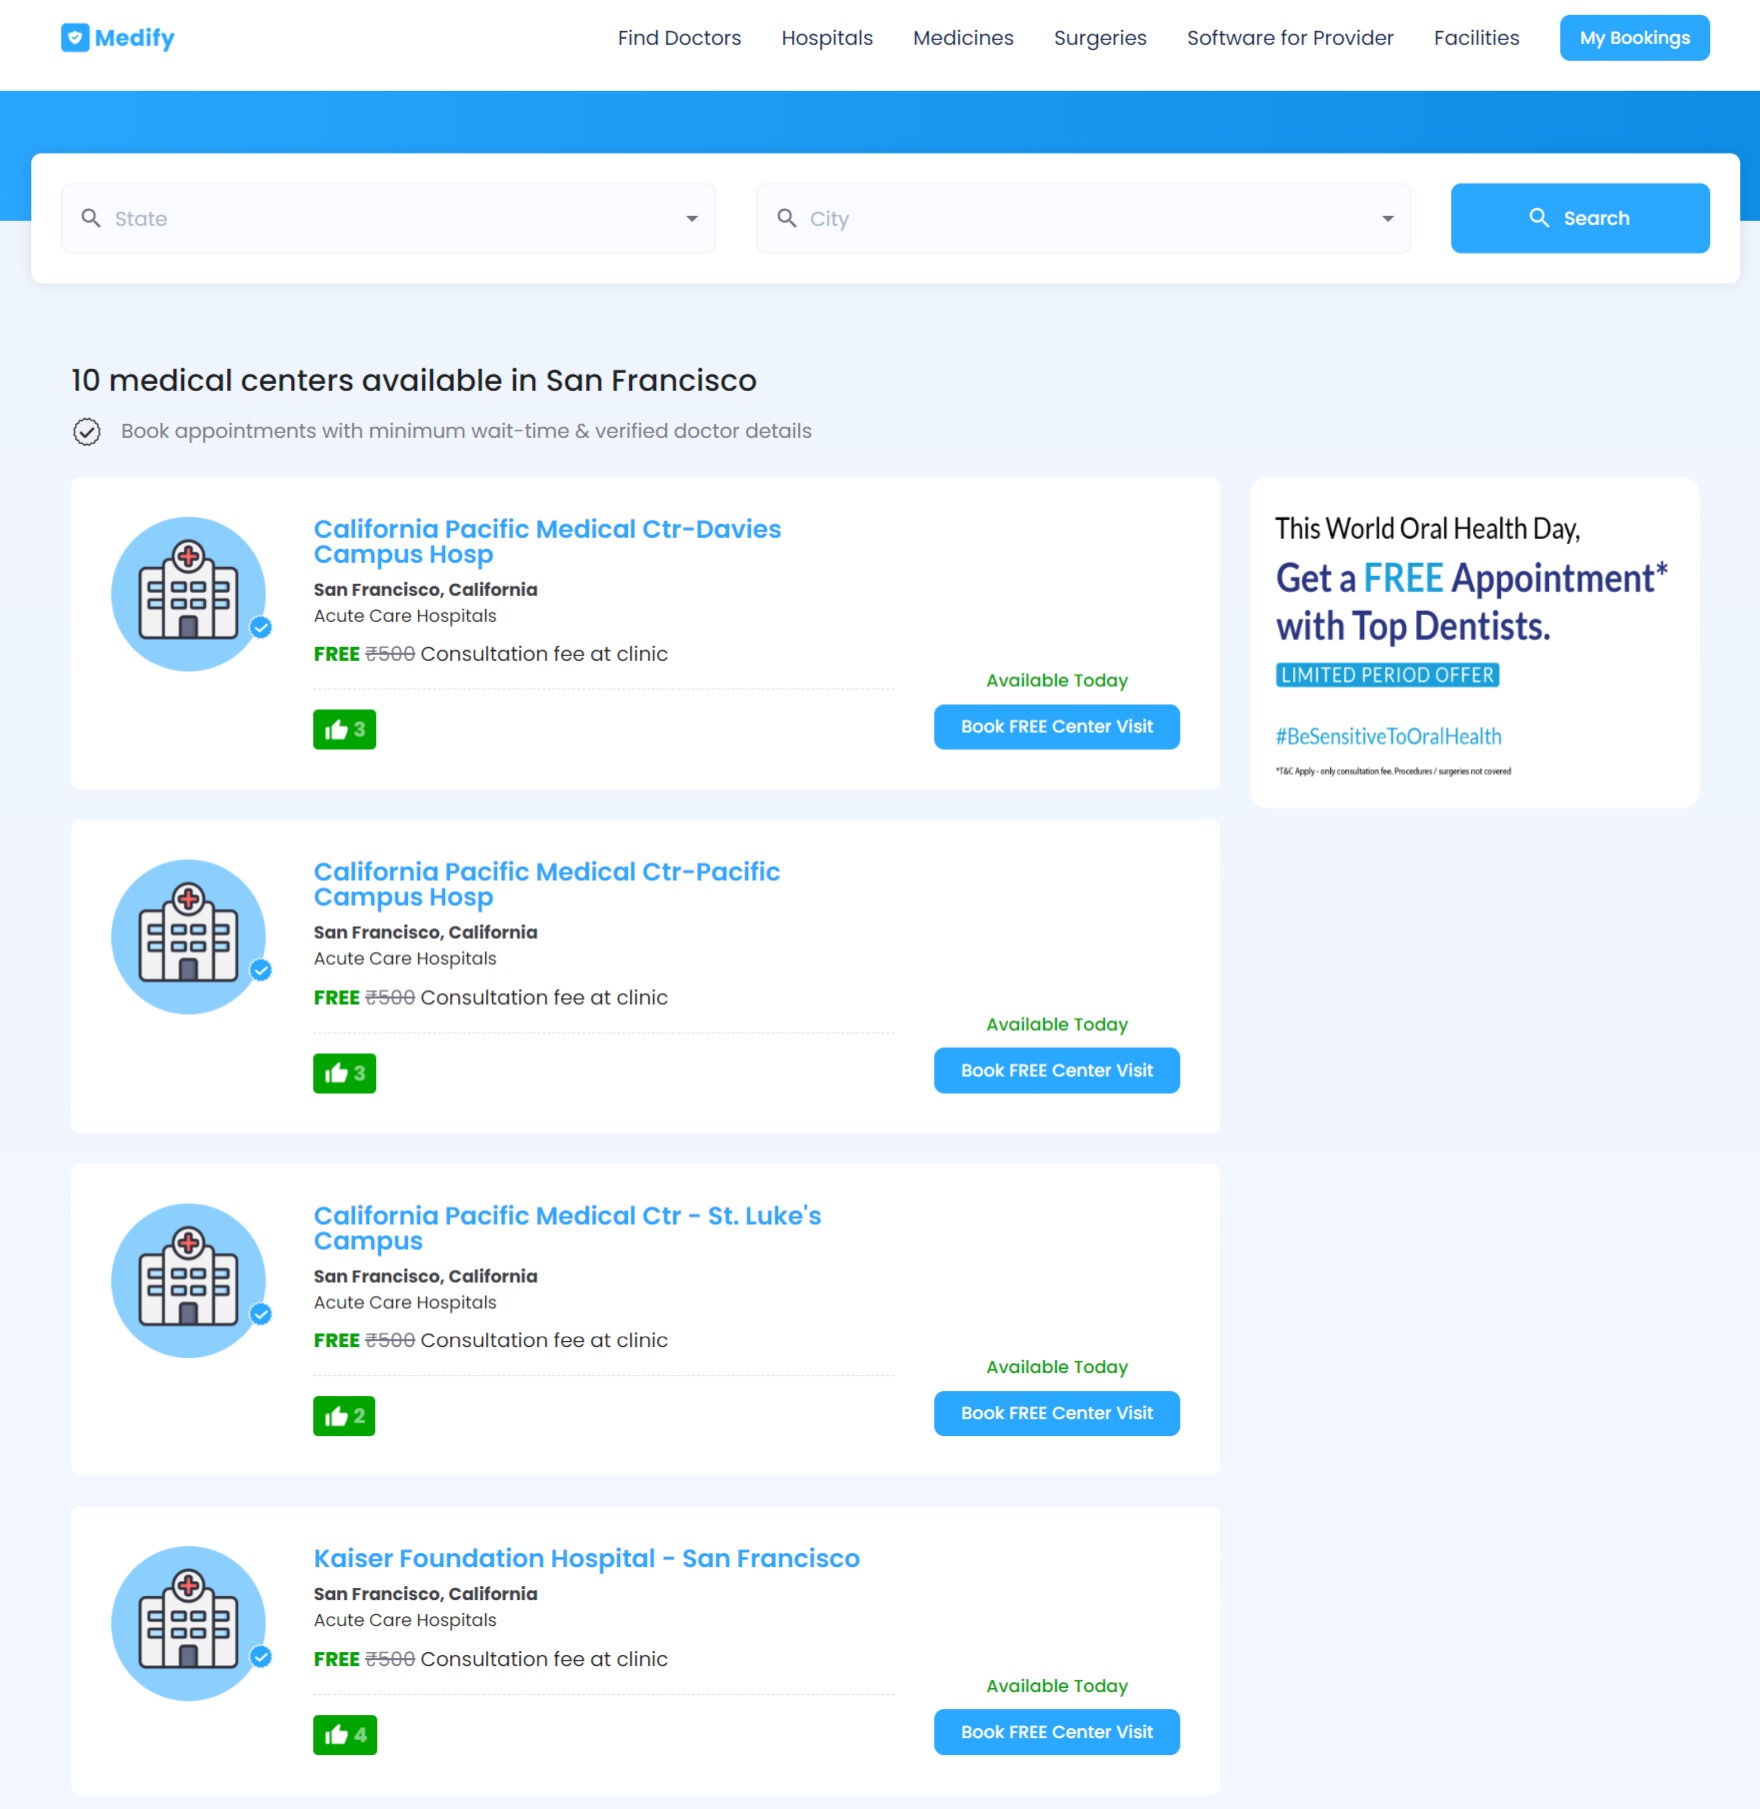 Medify
Find Doctors Hospitals Medicines Surgeries Software for Provider Facilities My Bookings
State City Search
10 medical centers available in San Francisco
Book appointments with minimum wait-time & verified doctor details
California Pacific Medical Ctr-Davies
Campus Hosp
San Francisco, California
Acute Care Hospitals
FREE ₹500 Consultation fee at clinic
Available Today
3
Book FREE Center Visit
This World Oral Health Day,
Get a FREE Appointment*
with Top Dentists.
LIMITED PERIOD OFFER
#BeSensitiveToOralHealth
*T&C Apply - only consultation fee. Procedures / surgeries not covered
California Pacific Medical Ctr-Pacific
Campus Hosp
San Francisco, California
Acute Care Hospitals
FREE ₹500 Consultation fee at clinic
Available Today
3
Book FREE Center Visit
California Pacific Medical Ctr - St. Luke's
Campus
San Francisco, California
Acute Care Hospitals
FREE ₹500 Consultation fee at clinic
Available Today
2
Book FREE Center Visit
Kaiser Foundation Hospital - San Francisco
San Francisco, California
Acute Care Hospitals
FREE ₹500 Consultation fee at clinic
Available Today
4
Book FREE Center Visit